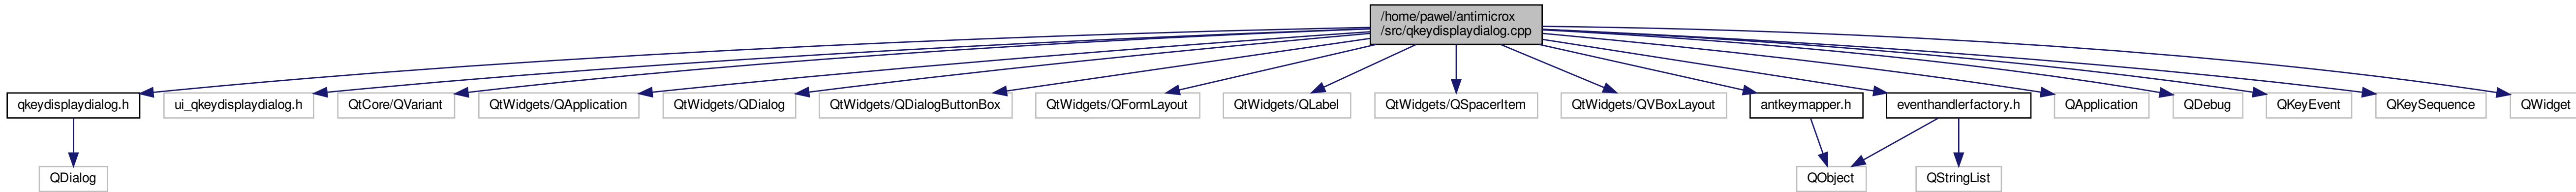 /home/pawel/antimicrox
/src/qkeydisplaydialog.cpp
qkeydisplaydialog.h
ui_qkeydisplaydialog.h
QtCore/QVariant
QtWidgets/QApplication
QtWidgets/QDialog
QtWidgets/QDialogButtonBox
QtWidgets/QFormLayout
QtWidgets/QLabel
QtWidgets/QSpacerItem
QtWidgets/QVBoxLayout
antkeymapper.h
eventhandlerfactory.h
QApplication
QDebug
QKeyEvent
QKeySequence
QWidget
QDialog
QObject
QStringList